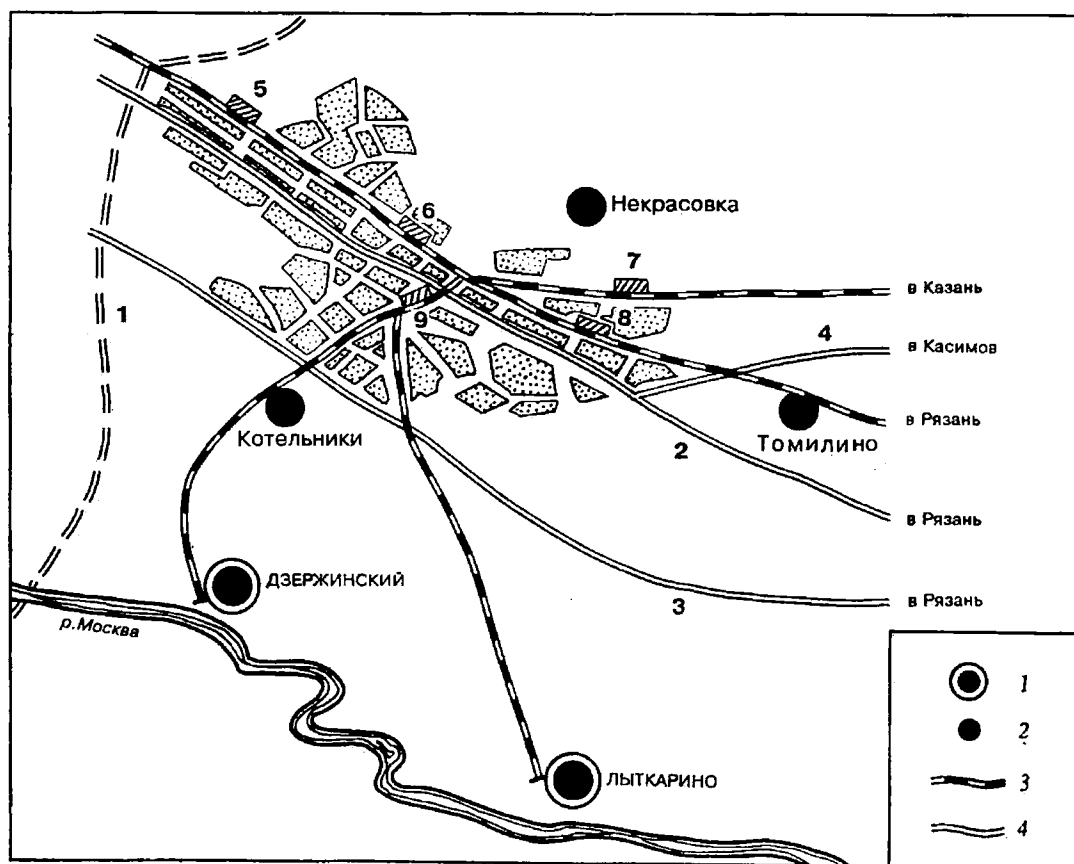 5
6
Некрасовка
7
в Казань
1
9
8
4
в Касимов
Котельники
Томилино
в Рязань
2
в Рязань
ДЗЕРЖИНСКИЙ
3
в Рязань
р.Москва
1
2
ЛЫТКАРИНО
3
4